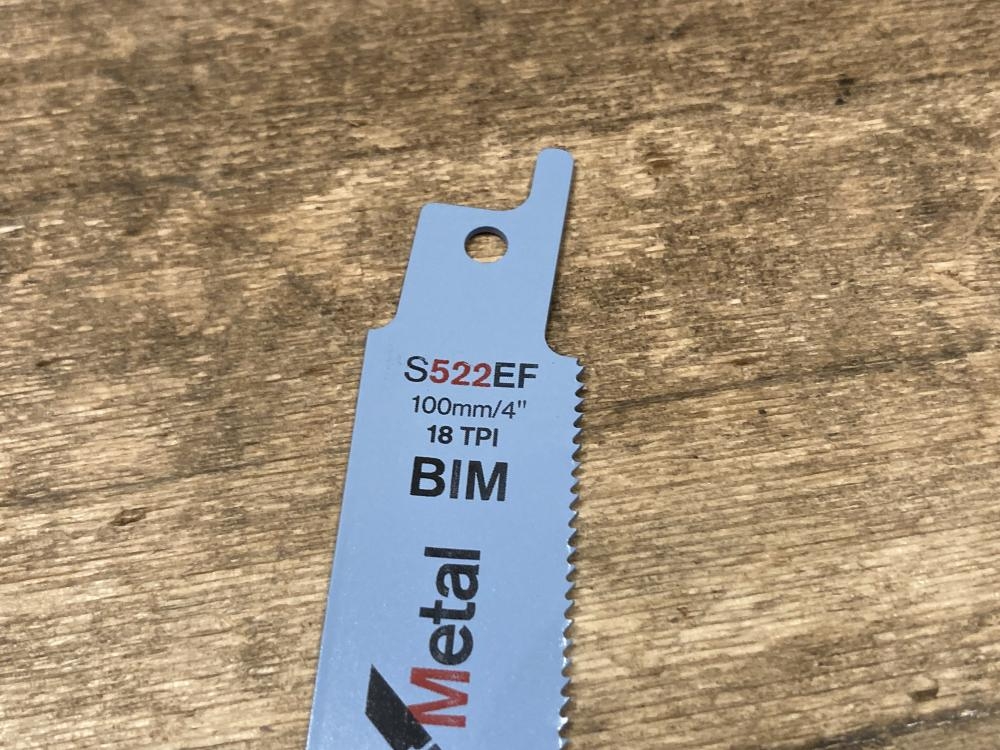 S522EF
100mm/4"
18 TPI
BIM
Metal